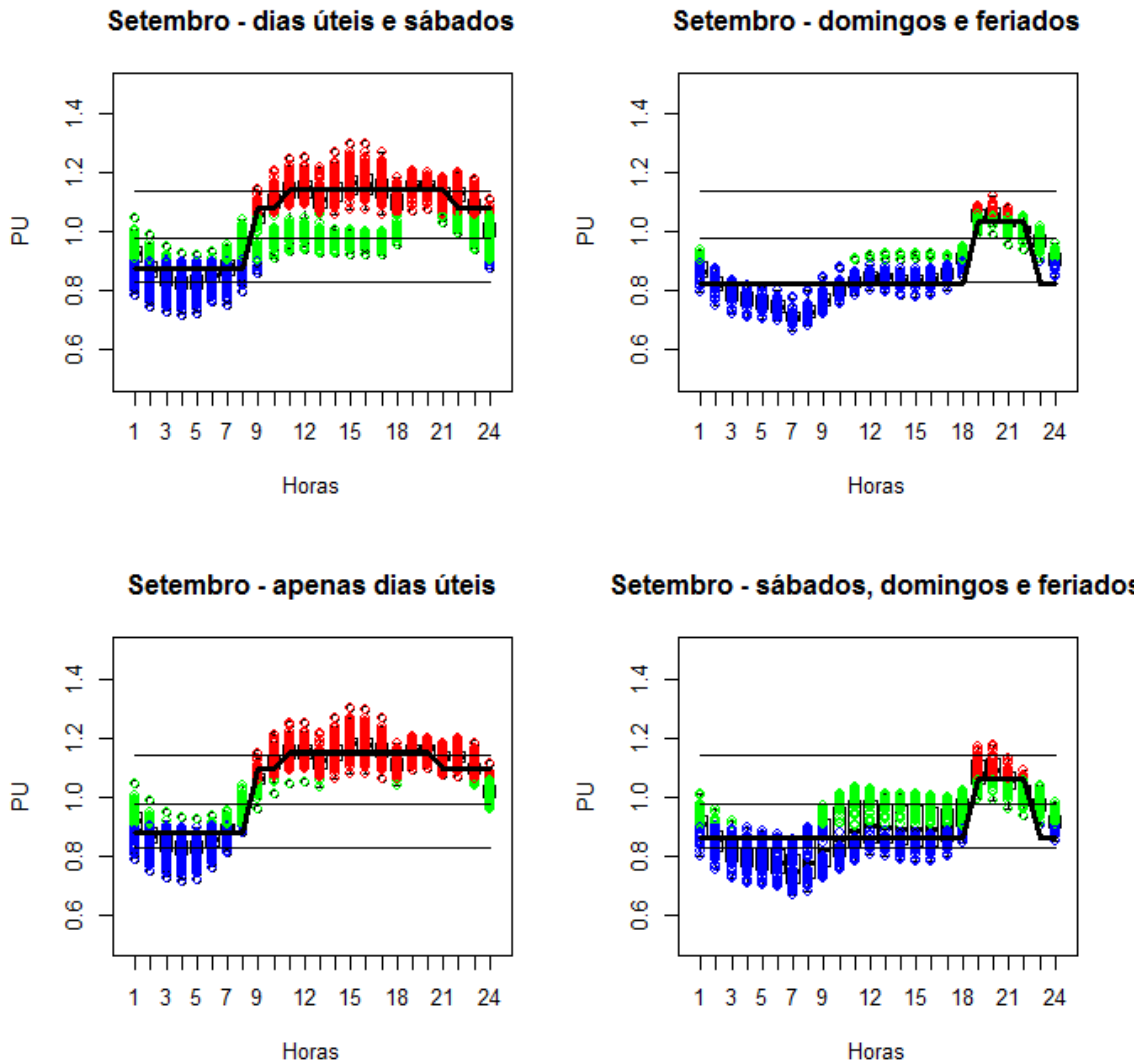 Setembro - dias úteis e sábados
PU
1.4
1.2
1.0
0.8
0.6
1 3 5 7 9 12 15 18 21 24
Horas
Setembro - domingos e feriados
PU
1.4
1.2
1.0
0.8
0.6
1 3 5 7 9 12 15 18 21 24
Horas
Setembro - apenas dias úteis
PU
1.4
1.2
1.0
0.8
0.6
1 3 5 7 9 12 15 18 21 24
Horas
Setembro - sábados, domingos e feriados
PU
1.4
1.2
1.0
0.8
0.6
1 3 5 7 9 12 15 18 21 24
Horas